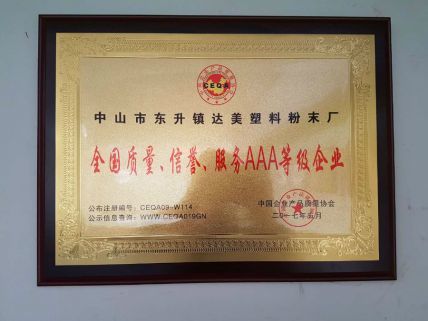 CEQA
中山市东升镇达美塑料粉末厂
全国质量、信誉、服务AAA等级企业
公布注册编号：CEQA09-W114
公示信息查询：WWW.CEQA019GN
中国企业产品质量协会
二〇一七年五月